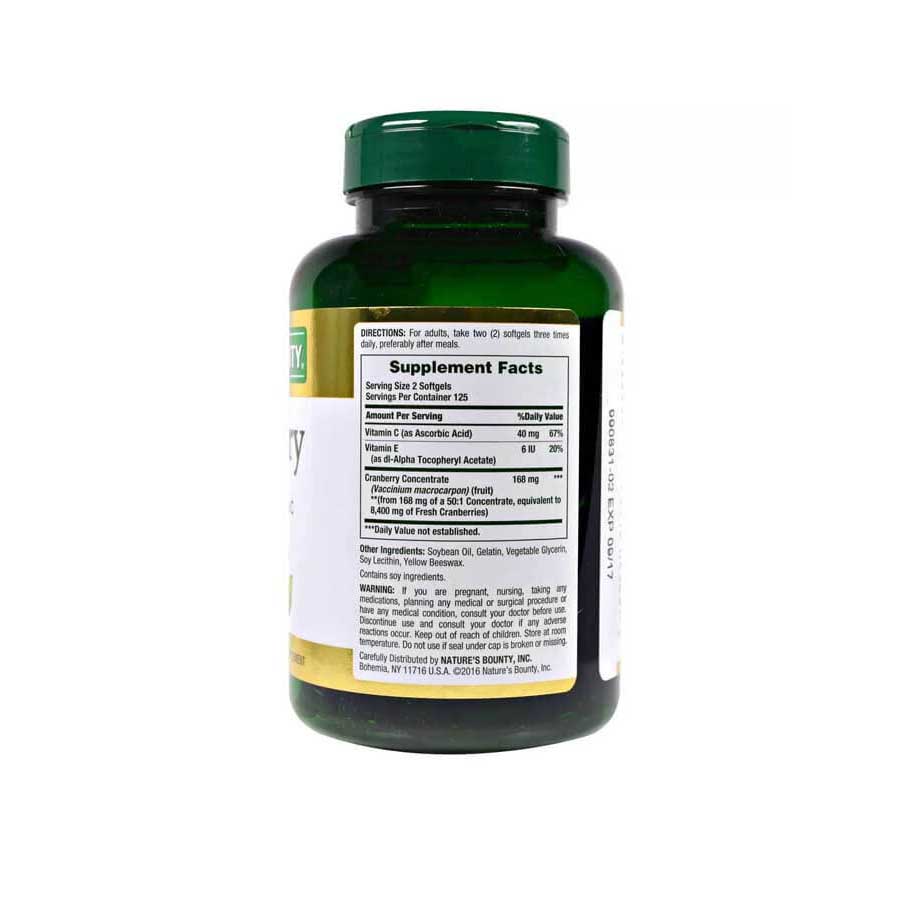 DIRECTIONS: For adults, take two (2) softgels three times
daily, preferably after meals.
Supplement Facts
Serving Size 2 Softgels
Servings Per Container 125
Amount Per Serving %Daily Value
Vitamin C (as Ascorbic Acid) 40 mg 67%
Vitamin E 6 IU 20%
(as dl-Alpha Tocopheryl Acetate)
Cranberry Concentrate 168 mg ***
(Vaccinium macrocarpon) (fruit)
**(from 168 mg of a 50:1 Concentrate, equivalent to
8,400 mg of Fresh Cranberries)
***Daily Value not established.
Other Ingredients: Soybean Oil, Gelatin, Vegetable Glycerin,
Soy Lecithin, Yellow Beeswax.
Contains soy ingredients.
WARNING: If you are pregnant, nursing, taking any
medications, planning any medical or surgical procedure or
have any medical condition, consult your doctor before use.
Discontinue use and consult your doctor if any adverse
reactions occur. Keep out of reach of children. Store at room
temperature. Do not use if seal under cap is broken or missing.
Carefully Distributed by NATURE'S BOUNTY, INC.
Bohemia, NY 11716 U.S.A. ©2016 Nature's Bounty, Inc.
TY
ry
C
EMENT
EXP 09/17